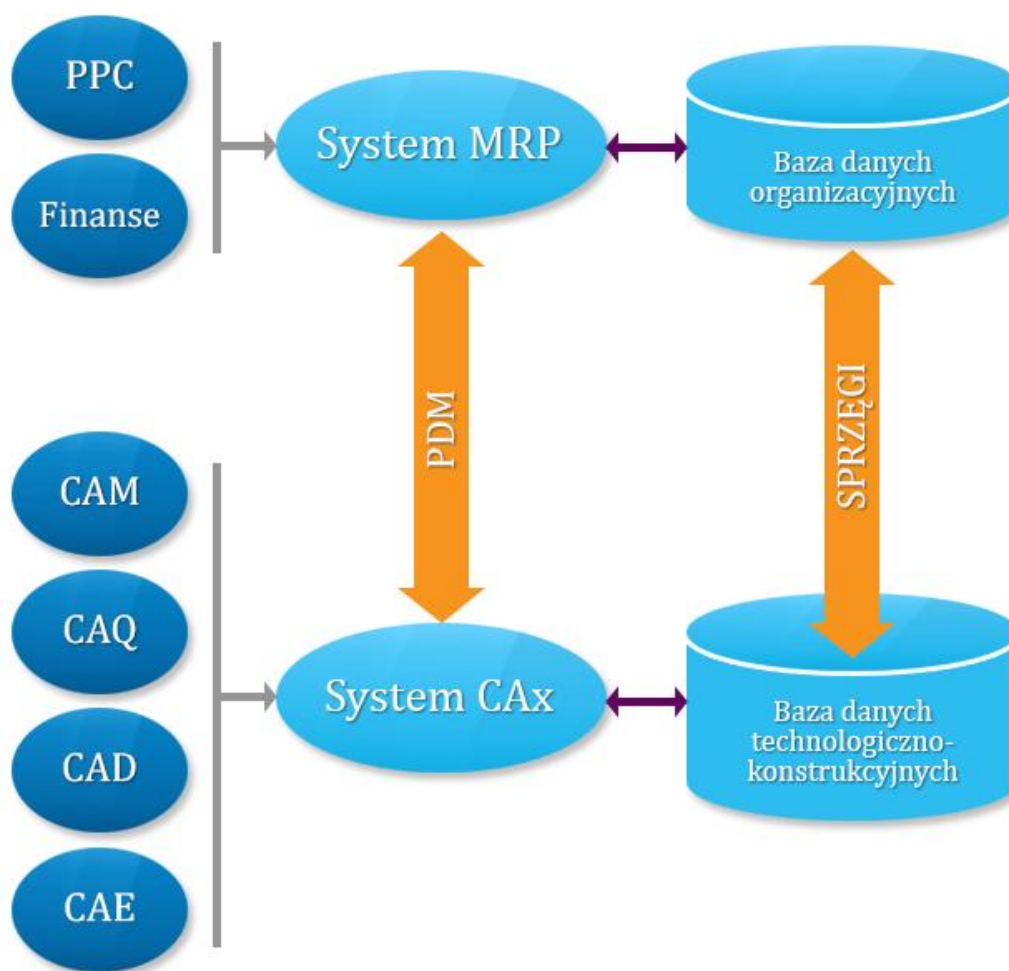 PPC
Finanse
System MRP
Baza danych
organizacyjnych
PDM
SPRZĘGI
CAM
CAQ
CAD
CAE
System CAx
Baza danych
technologiczno-
konstrukcyjnych